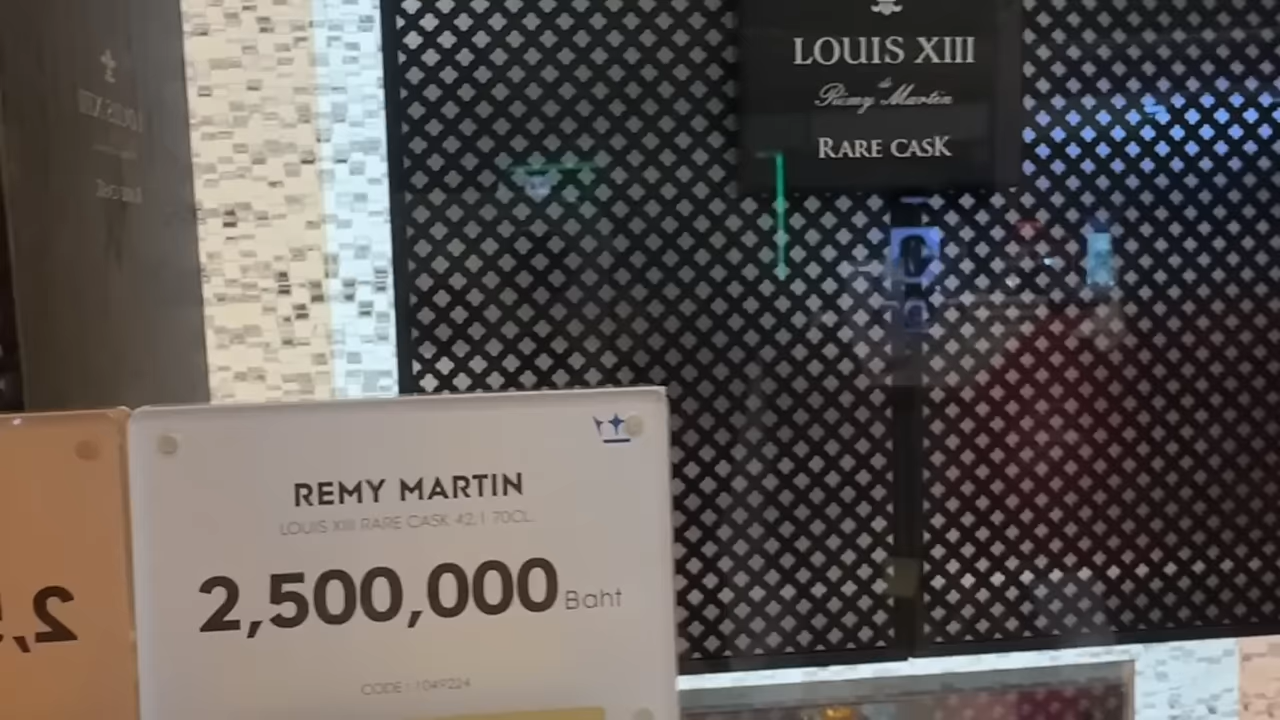 LOUIS XIII
de
Rémy Martin
RARE CASK
REMY MARTIN
LOUIS XIII RARE CASK 42.1 70CL
2,500,000 Baht
CODE : 1049224